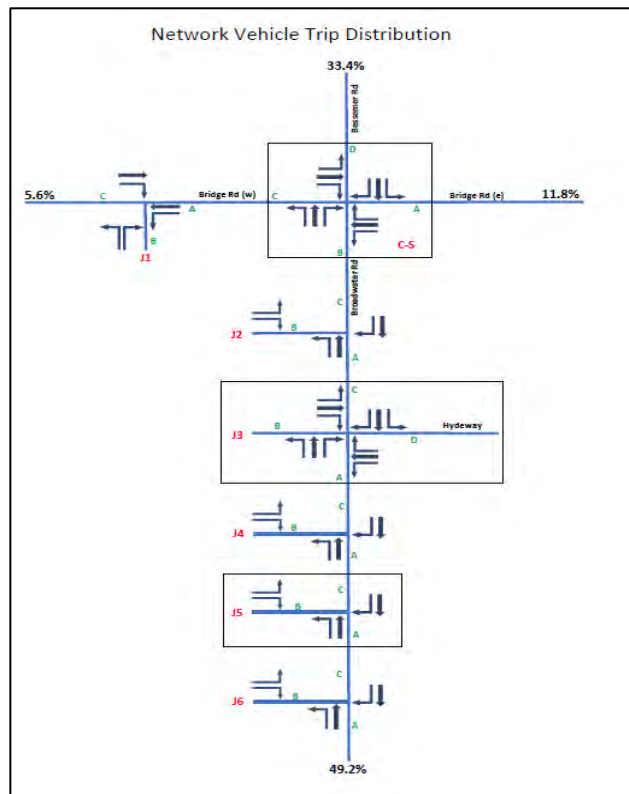 Network Vehicle Trip Distribution
33.4%
Bessemer Rd
D
5.6%
C
Bridge Rd (w)
C
Bridge Rd (e)
11.8%
A
A
B
J1
B
C-S
Broadwater Rd
C
J2
B
A
C
J3
B
Hydeway
D
A
C
J4
B
A
C
J5
B
A
C
J6
B
A
49.2%